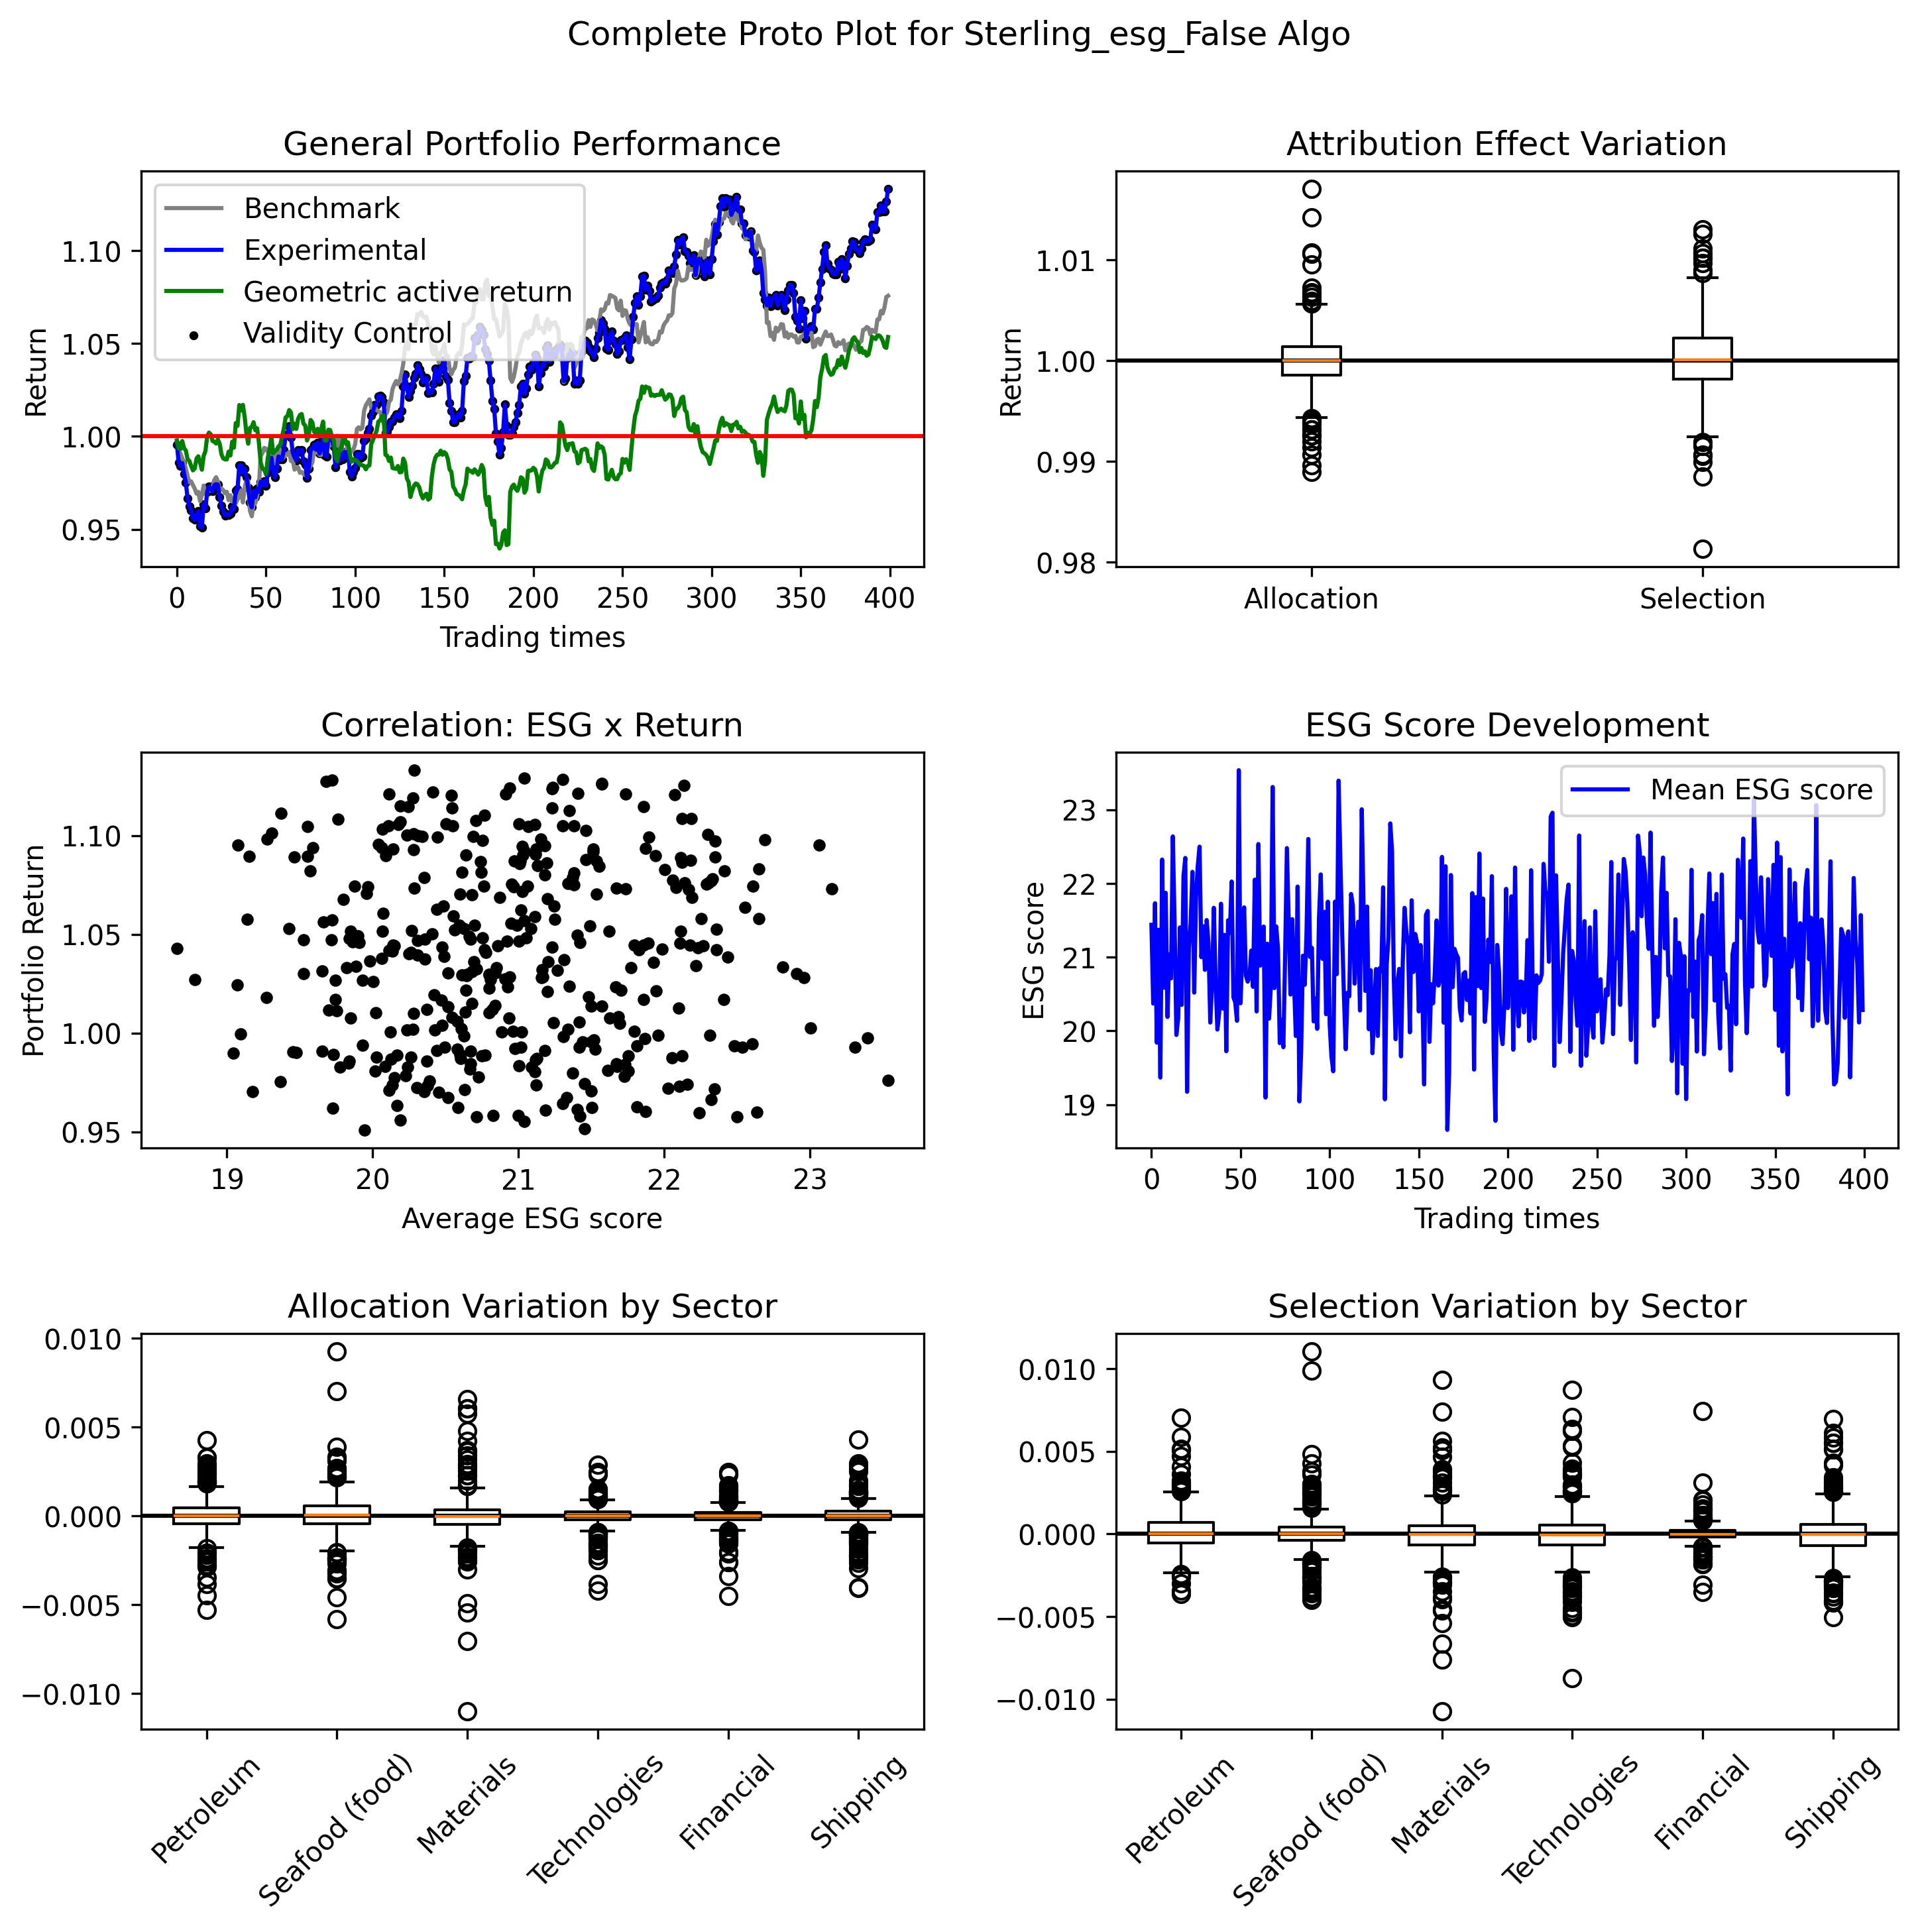 Complete Proto Plot for Sterling_esg_False Algo
General Portfolio Performance
Return
1.10
1.05
1.00
0.95
Benchmark
Experimental
Geometric active return
Validity Control
0 50 100 150 200 250 300 350 400
Trading times
Attribution Effect Variation
Return
1.01
1.00
0.99
0.98
Allocation Selection
Correlation: ESG x Return
Portfolio Return
1.10
1.05
1.00
0.95
19 20 21 22 23
Average ESG score
ESG Score Development
ESG score
23
22
21
20
19
Mean ESG score
0 50 100 150 200 250 300 350 400
Trading times
Allocation Variation by Sector
0.010
0.005
0.000
−0.005
−0.010
Petroleum
Seafood (food)
Materials
Technologies
Financial
Shipping
Selection Variation by Sector
0.010
0.005
0.000
−0.005
−0.010
Petroleum
Seafood (food)
Materials
Technologies
Financial
Shipping